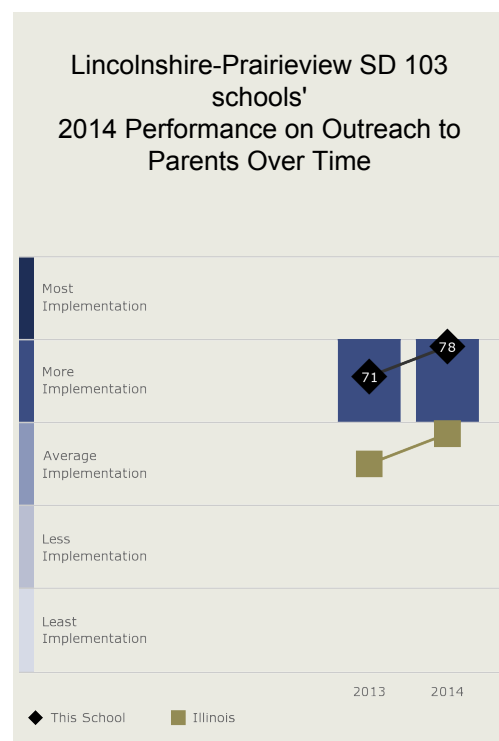 Lincolnshire-Prairieview SD 103
schools'
2014 Performance on Outreach to
Parents Over Time
Most
Implementation
More
Implementation
71
78
Average
Implementation
Less
Implementation
Least
Implementation
2013 2014
This School Illinois